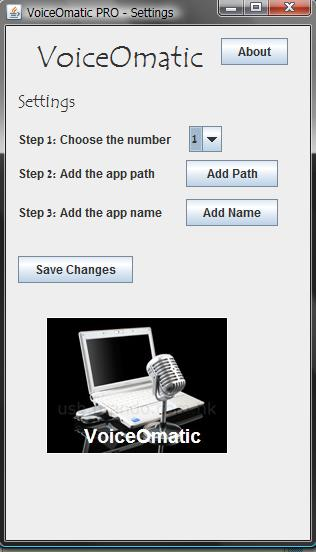 VoiceOmatic PRO - Settings
VoiceOmatic
About
Settings
Step 1: Choose the number
1
Step 2: Add the app path
Add Path
Step 3: Add the app name
Add Name
Save Changes
VoiceOmatic